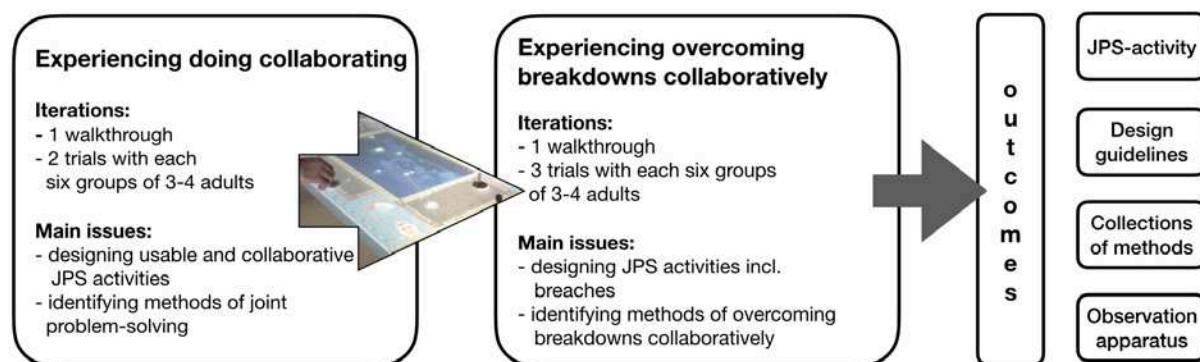 Experiencing doing collaborating
Iterations:
- 1 walkthrough
- 2 trials with each
six groups of 3-4 adults
Main issues:
- designing usable and collaborative
JPS activities
- identifying methods of joint
problem-solving
Experiencing overcoming
breakdowns collaboratively
Iterations:
- 1 walkthrough
- 3 trials with each six groups
of 3-4 adults
Main issues:
- designing JPS activities incl.
breaches
- identifying methods of overcoming
breakdowns collaboratively
outcomes
JPS-activity
Design
guidelines
Collections
of methods
Observation
apparatus